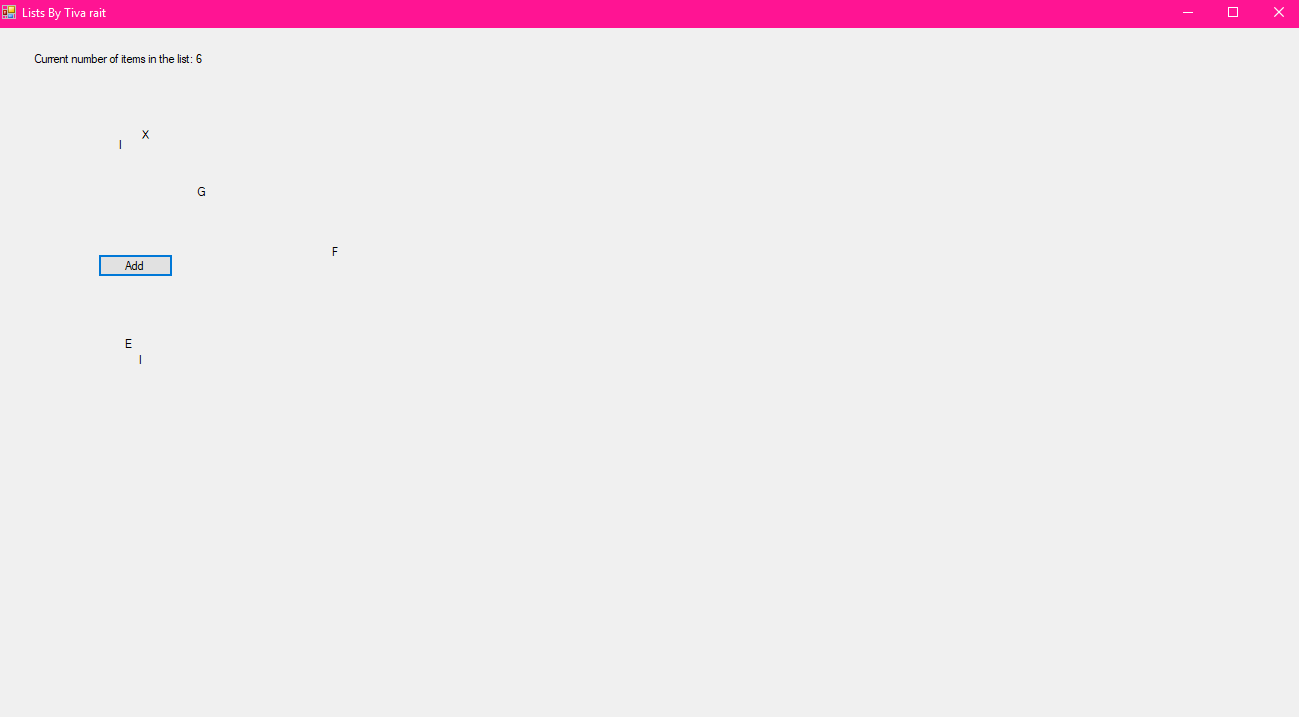 Lists By Tiva rait
Current number of items in the list: 6
X
I
G
F
Add
E
I